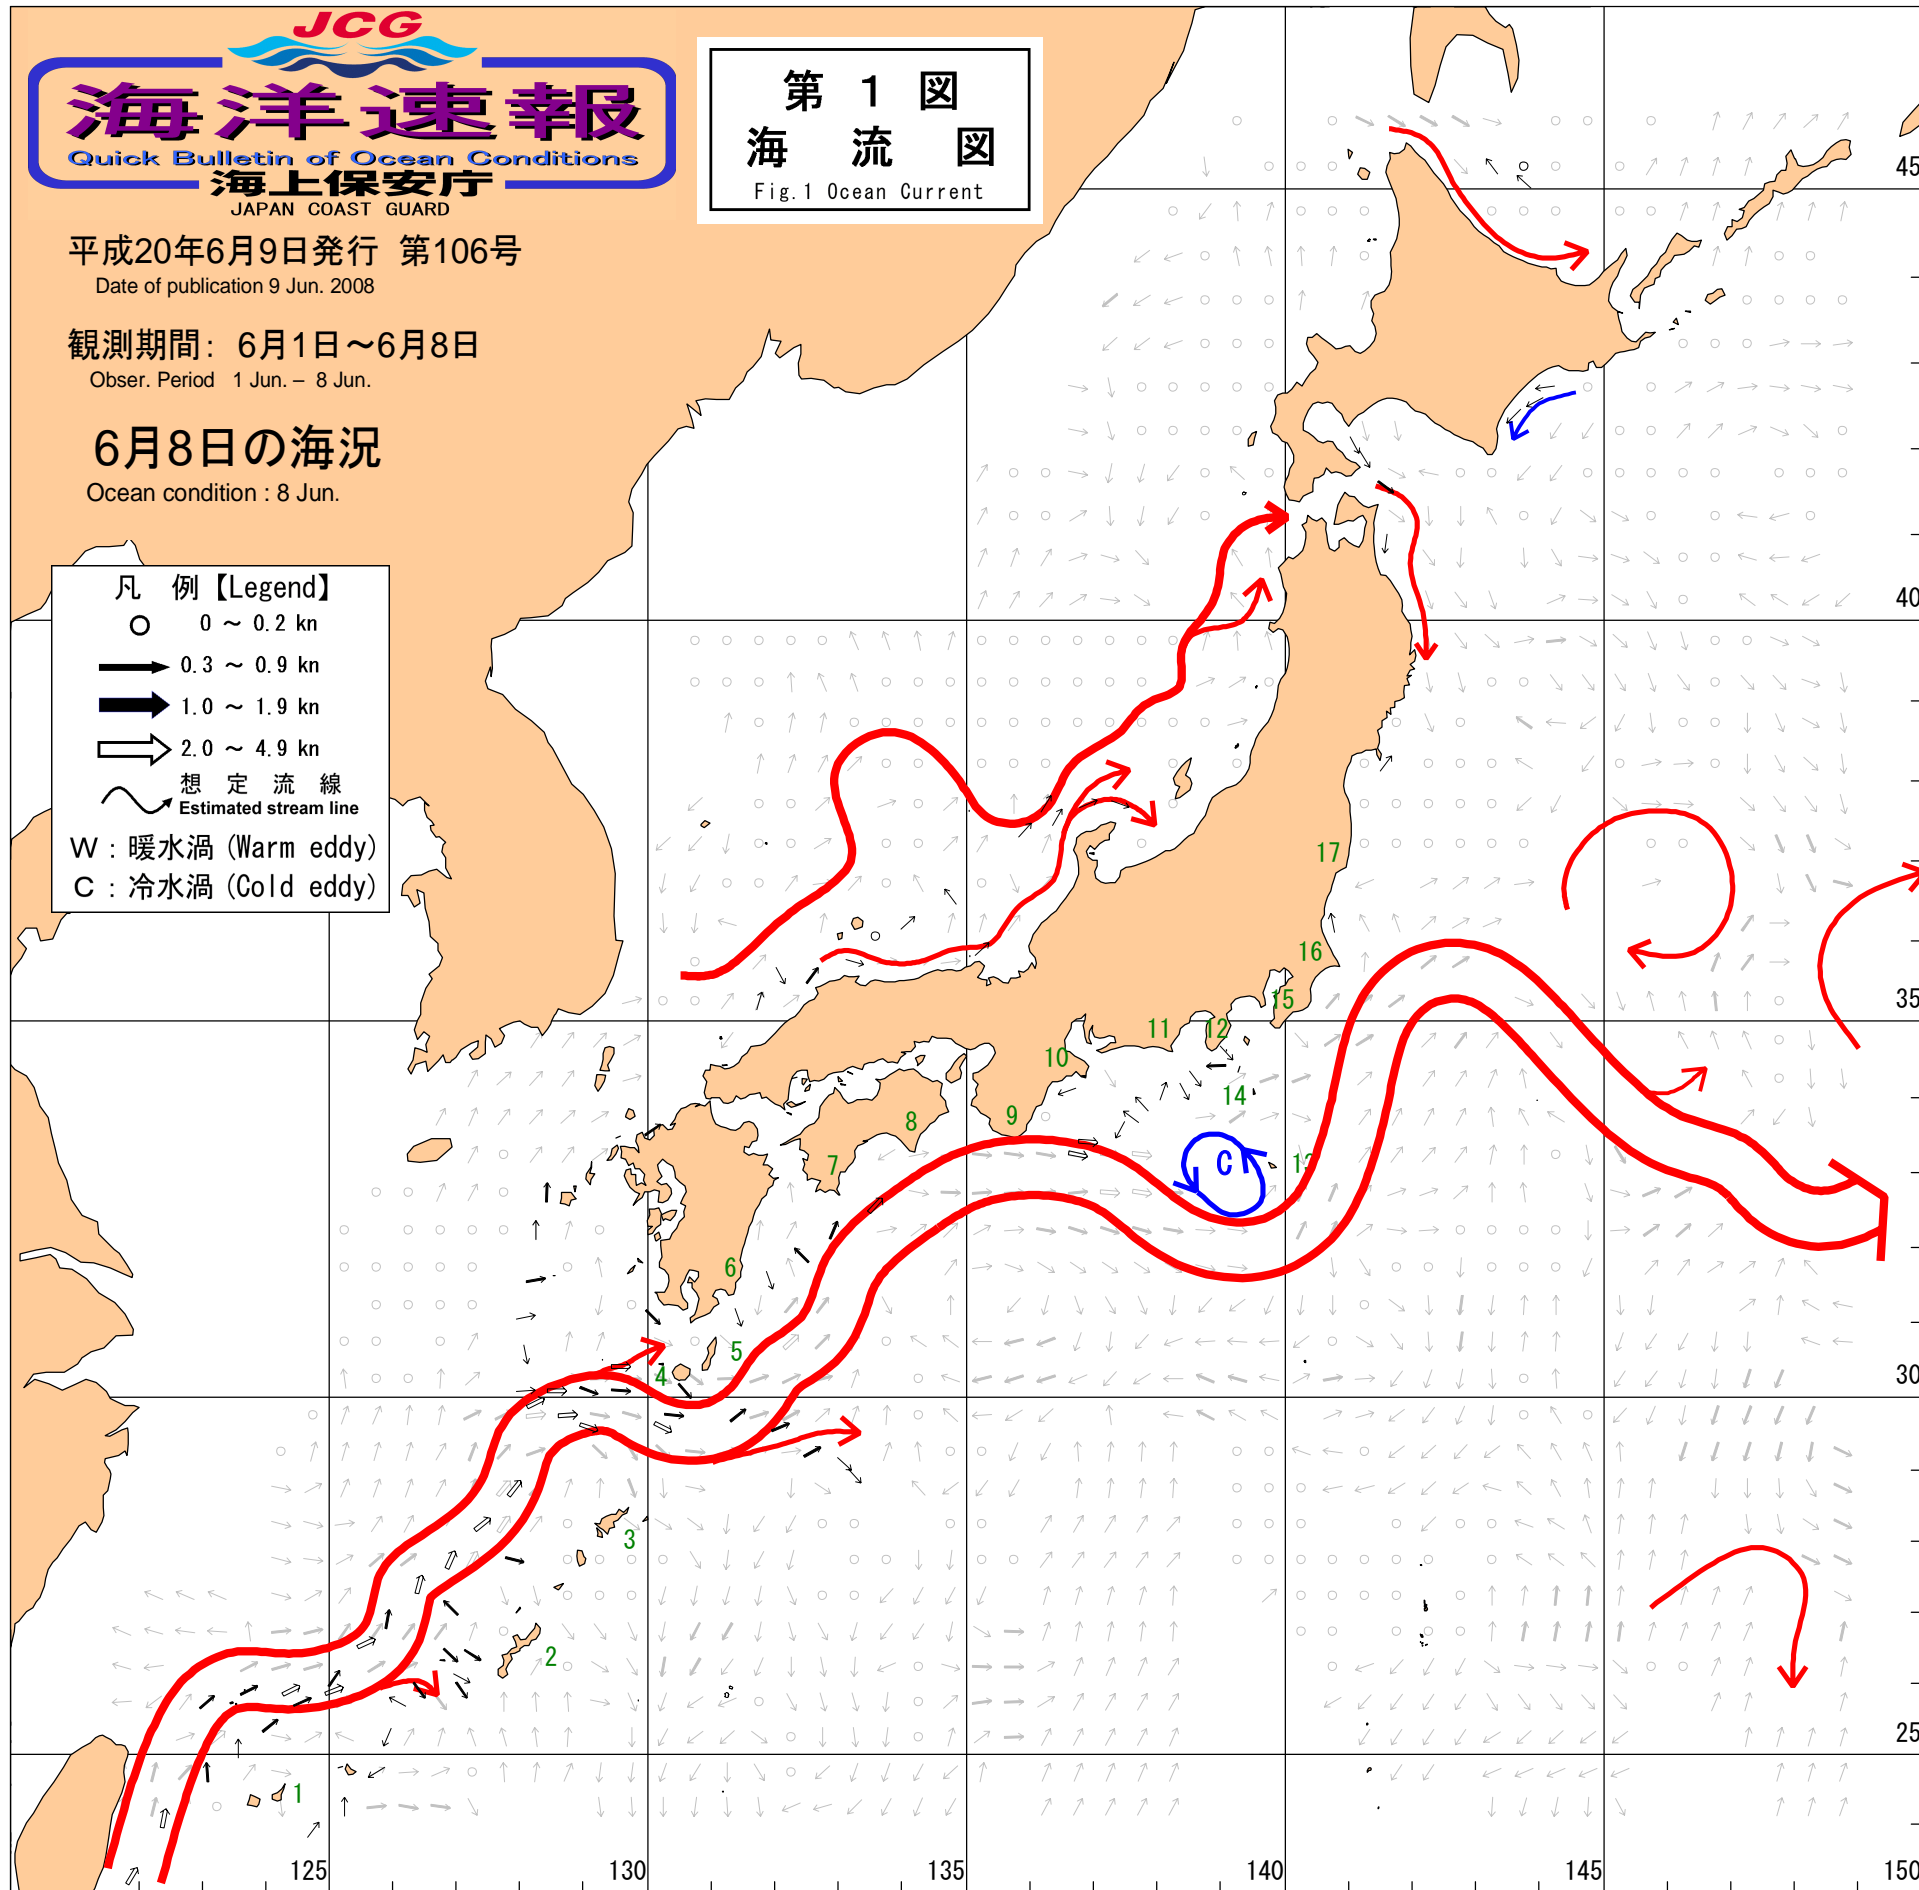 JCG
海洋速報
Quick Bulletin of Ocean Conditions
海上保安庁
JAPAN COAST GUARD
第 1 図
海 流 図
Fig.1 Ocean Current
平成20年6月9日発行 第106号
Date of publication 9 Jun. 2008
観測期間: 6月1日~6月8日
Obser. Period 1 Jun. – 8 Jun.
6月8日の海況
Ocean condition : 8 Jun.
凡 例【Legend】
0 ~ 0.2 kn
0.3 ~ 0.9 kn
1.0 ~ 1.9 kn
2.0 ~ 4.9 kn
想 定 流 線
Estimated stream line
W : 暖水渦 (Warm eddy)
C : 冷水渦 (Cold eddy)
45
40
17
16
35
15
12
11
10
14
9
8
7
C
13
6
5
4
30
3
2
25
1
125
130
135
140
145
150